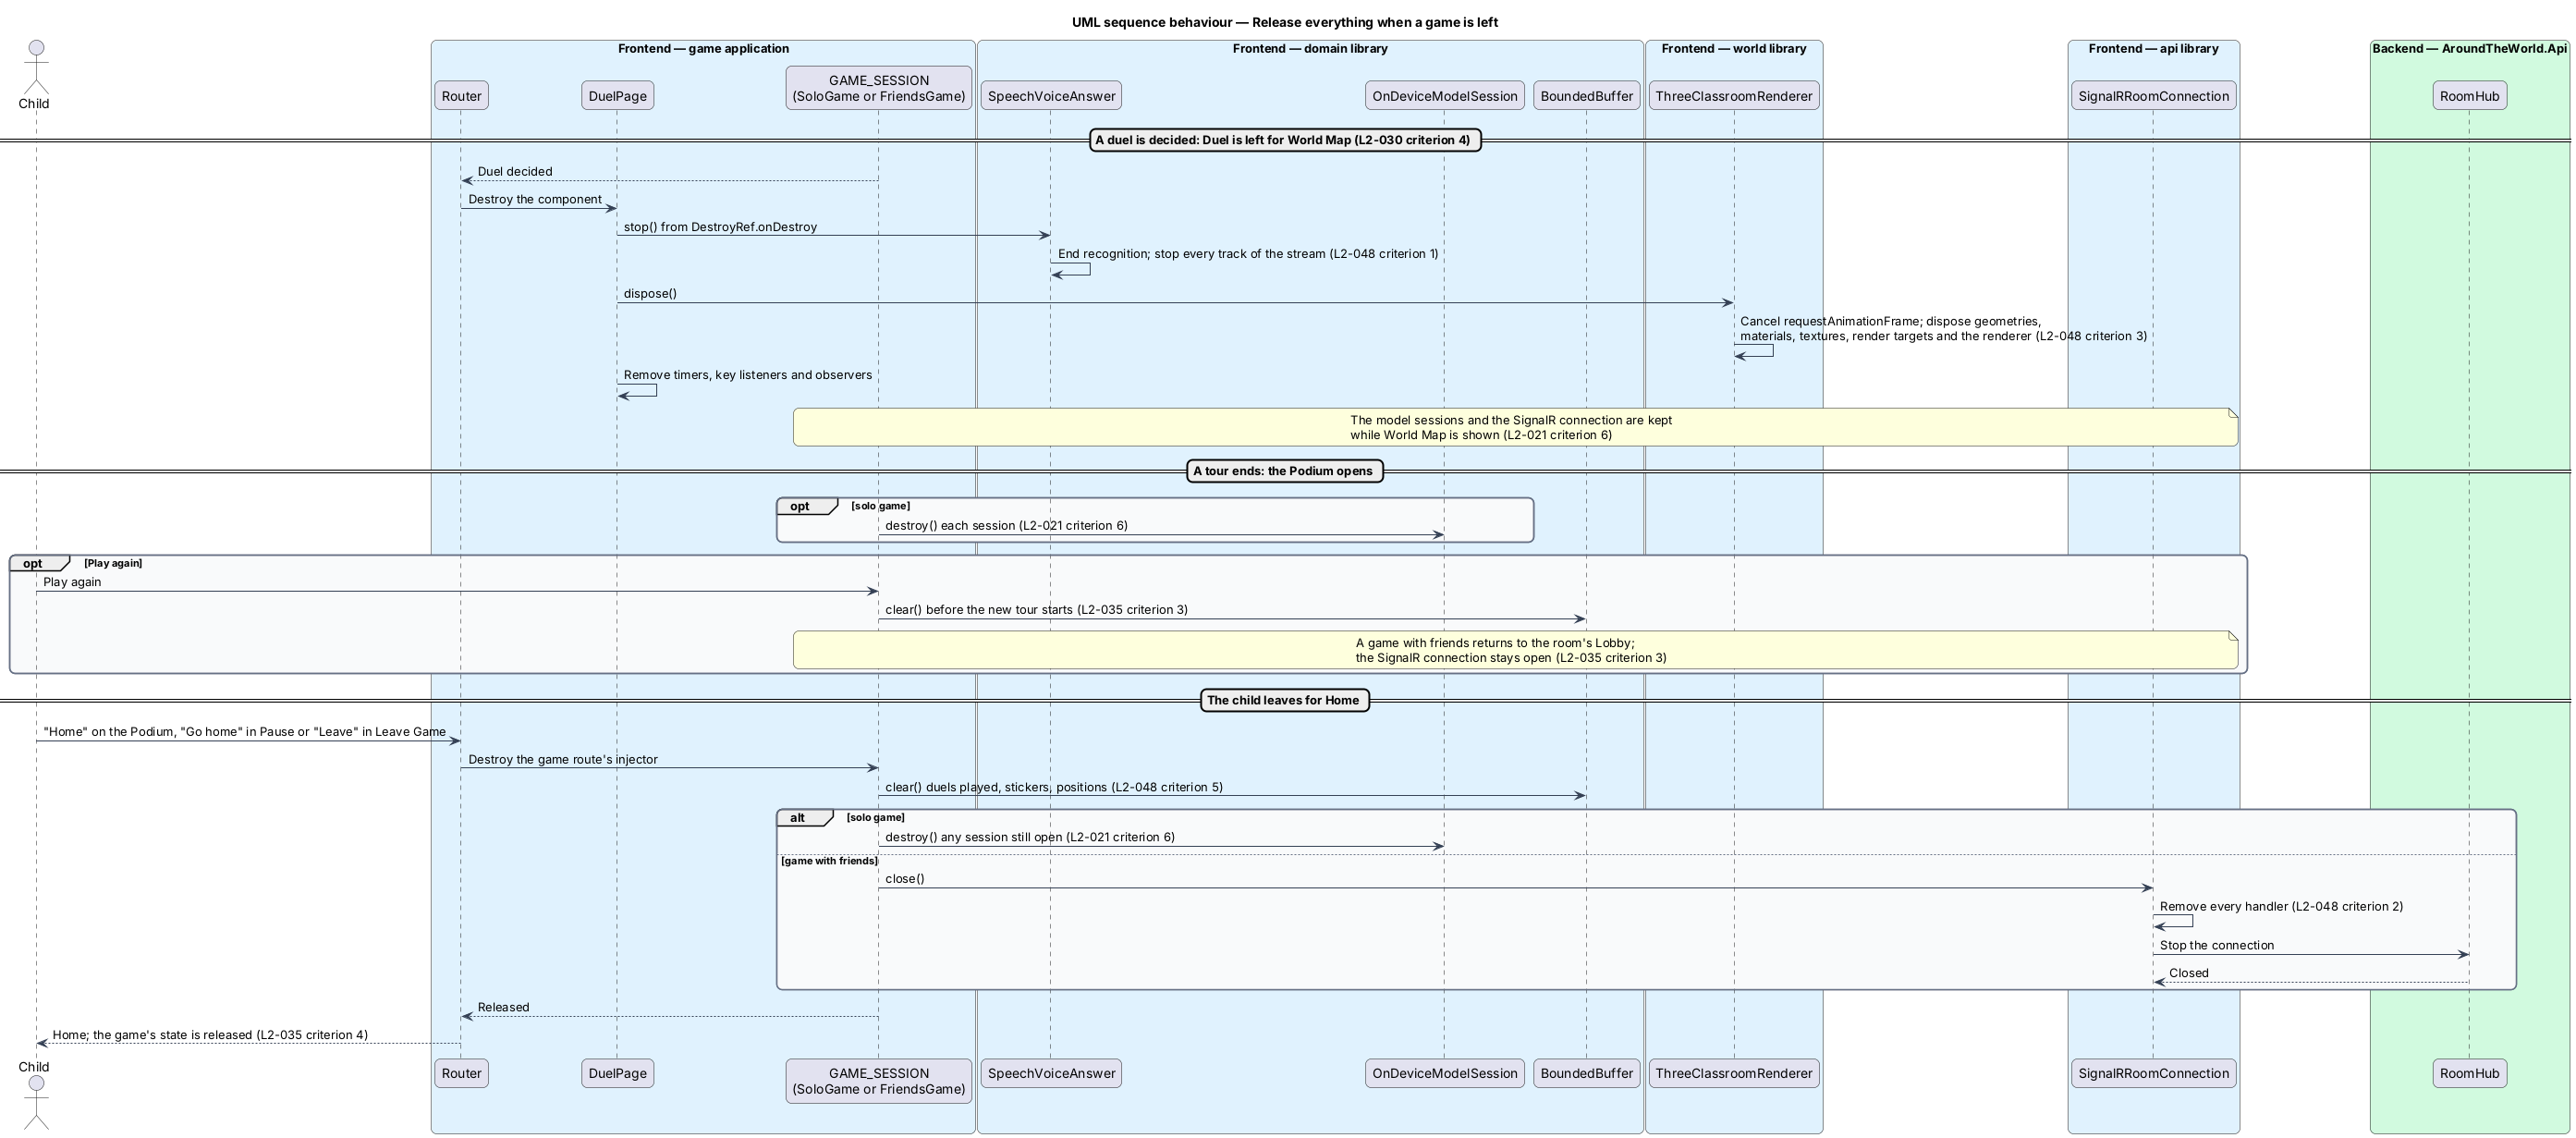 UML sequence behaviour — Release everything when a game is left
Frontend — game application
Frontend — domain library
Frontend — world library
Frontend — api library
Backend — AroundTheWorld.Api
Child
Router
DuelPage
GAME_SESSION
(SoloGame or FriendsGame)
SpeechVoiceAnswer
OnDeviceModelSession
BoundedBuffer
ThreeClassroomRenderer
SignalRRoomConnection
RoomHub
A duel is decided: Duel is left for World Map (L2-030 criterion 4)
Duel decided
Destroy the component
stop() from DestroyRef.onDestroy
End recognition; stop every track of the stream (L2-048 criterion 1)
dispose()
Cancel requestAnimationFrame; dispose geometries,
materials, textures, render targets and the renderer (L2-048 criterion 3)
Remove timers, key listeners and observers
The model sessions and the SignalR connection are kept
while World Map is shown (L2-021 criterion 6)
A tour ends: the Podium opens
opt
[solo game]
destroy() each session (L2-021 criterion 6)
opt
[Play again]
Play again
clear() before the new tour starts (L2-035 criterion 3)
A game with friends returns to the room's Lobby;
the SignalR connection stays open (L2-035 criterion 3)
The child leaves for Home
"Home" on the Podium, "Go home" in Pause or "Leave" in Leave Game
Destroy the game route's injector
clear() duels played, stickers, positions (L2-048 criterion 5)
alt
[solo game]
destroy() any session still open (L2-021 criterion 6)
[game with friends]
close()
Remove every handler (L2-048 criterion 2)
Stop the connection
Closed
Released
Home; the game's state is released (L2-035 criterion 4)
Child
Router
DuelPage
GAME_SESSION
(SoloGame or FriendsGame)
SpeechVoiceAnswer
OnDeviceModelSession
BoundedBuffer
ThreeClassroomRenderer
SignalRRoomConnection
RoomHub